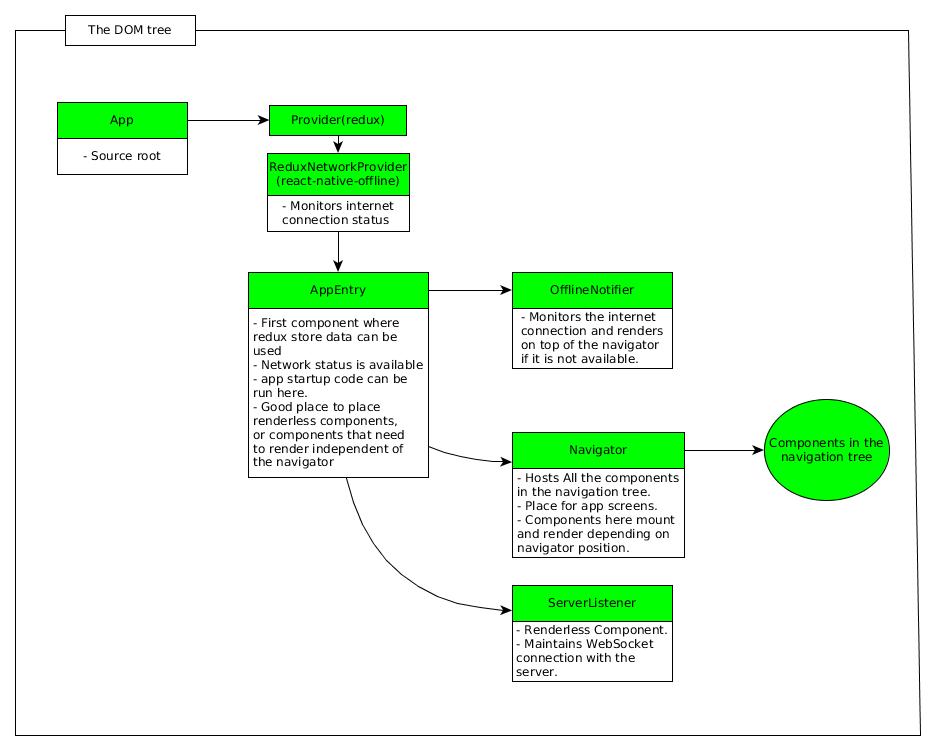 The DOM tree
App
- Source root
Provider(redux)
ReduxNetworkProvider
(react-native-offline)
- Monitors internet
connection status
AppEntry
- First component where
redux store data can be
used
- Network status is available
- app startup code can be
run here.
- Good place to place
renderless components,
or components that need
to render independent of
the navigator
OfflineNotifier
- Monitors the internet
connection and renders
on top of the navigator
if it is not available.
Navigator
- Hosts All the components
in the navigation tree.
- Place for app screens.
- Components here mount
and render depending on
navigator position.
Components in the
navigation tree
ServerListener
- Renderless Component.
- Maintains WebSocket
connection with the
server.